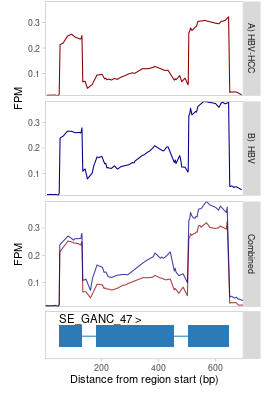 0.3
0.2
0.1
FPM
A) HBV-HCC
0.3
0.2
0.1
B) HBV
0.3
0.2
0.1
FPM
Combined
SE_GANC_47 >
200
400
600
Distance from region start (bp)